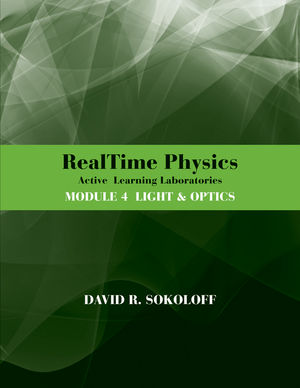 RealTime Physics
Active Learning Laboratories
MODULE 4 LIGHT & OPTICS
DAVID R. SOKOLOFF